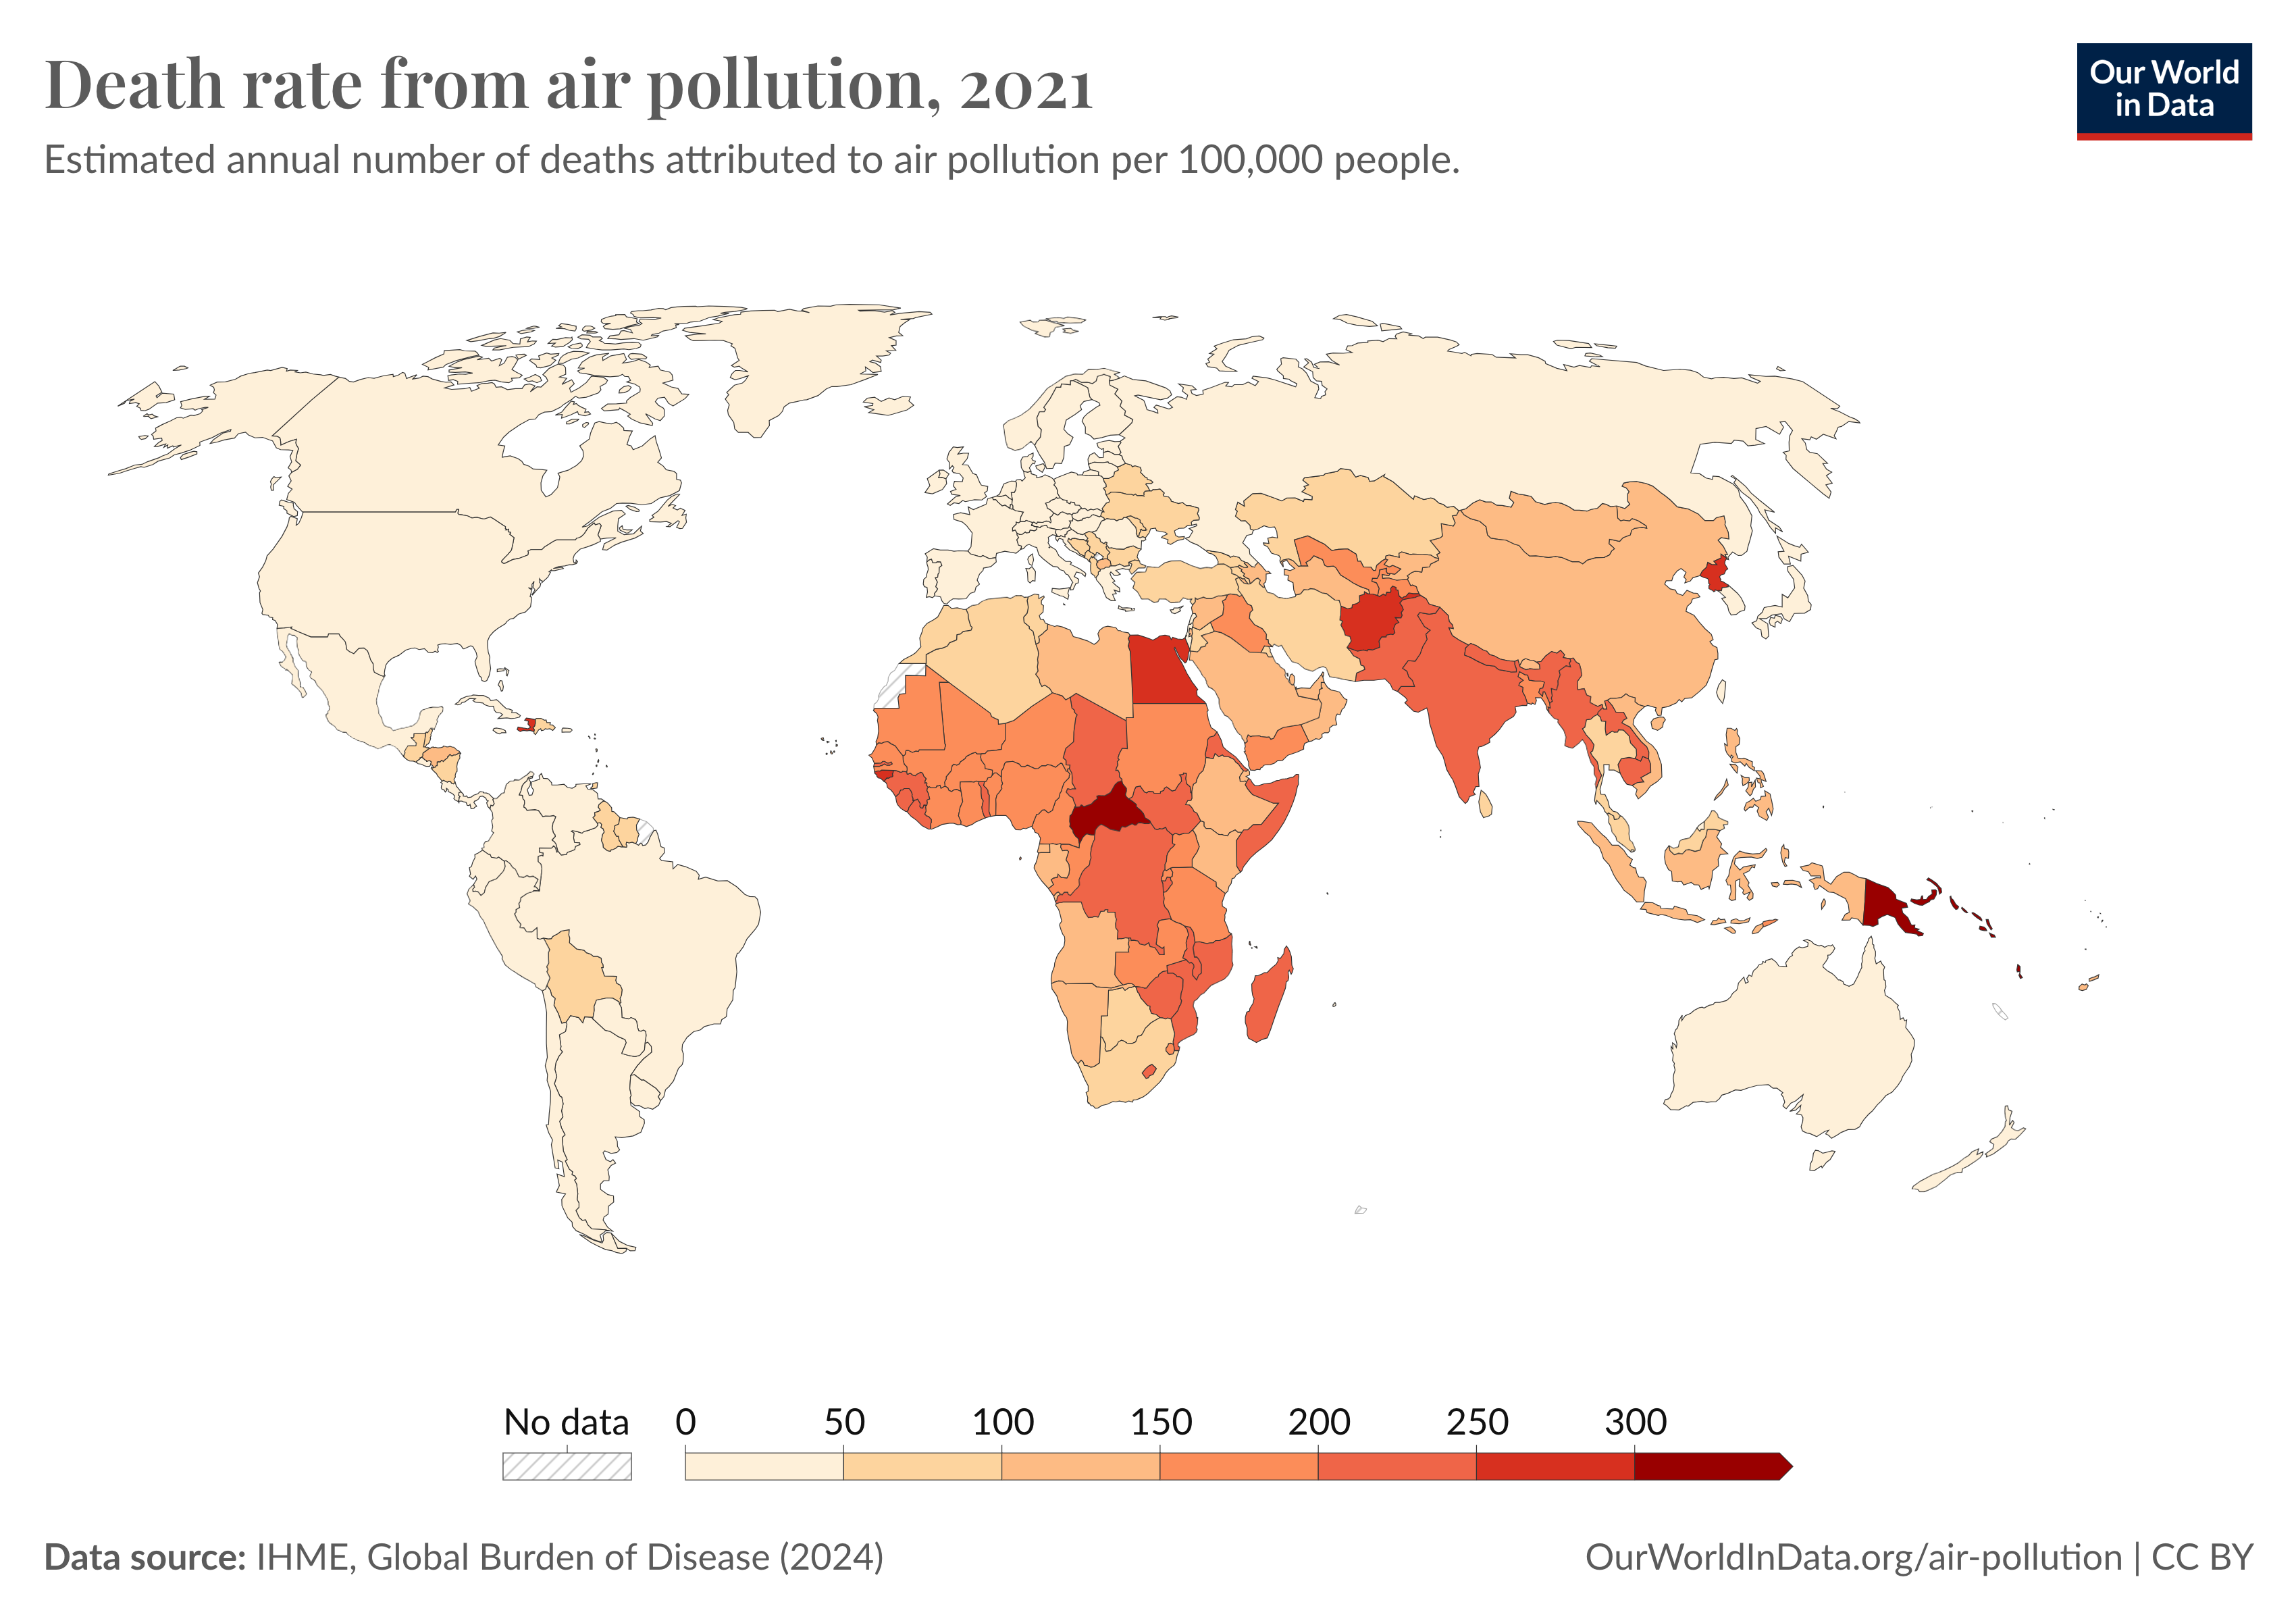 Death rate from air pollution, 2021
Our World
in Data
Estimated annual number of deaths attributed to air pollution per 100,000 people.
No data 0 50 100 150 200 250 300
Data source: IHME, Global Burden of Disease (2024)
OurWorldInData.org/air-pollution | CC BY